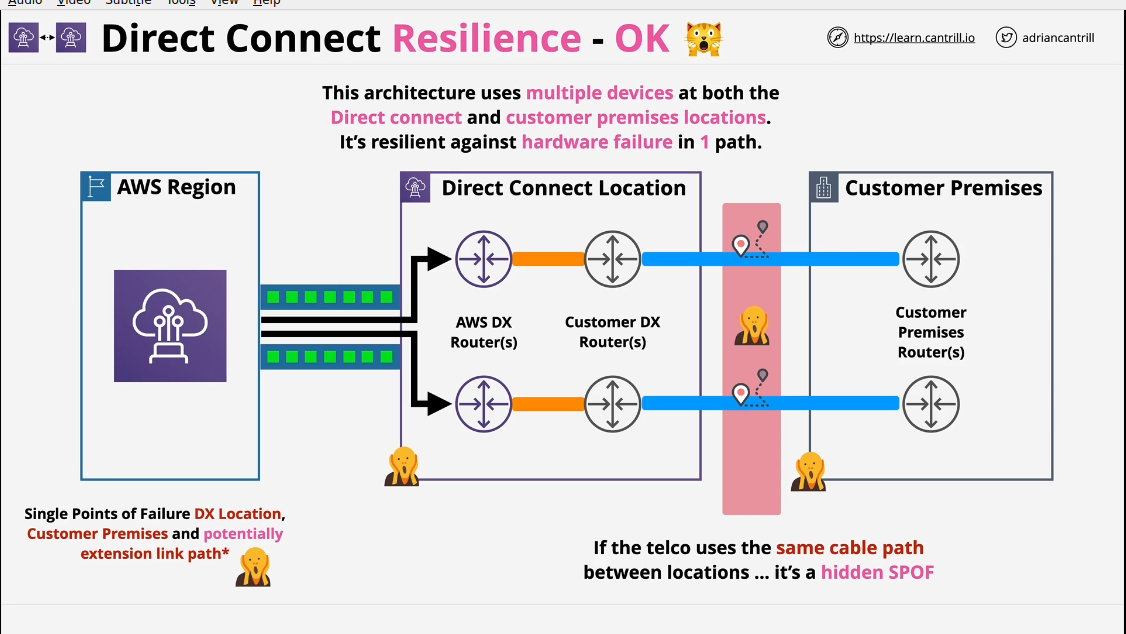 Audio Video Subtitle Tools View Help
Direct Connect Resilience - OK
https://learn.cantrill.io
adriancantrill
This architecture uses multiple devices at both the
Direct connect and customer premises locations.
It's resilient against hardware failure in 1 path.
AWS Region
Direct Connect Location
Customer Premises
AWS DX
Router(s)
Customer DX
Router(s)
Customer
Premises
Router(s)
Single Points of Failure DX Location,
Customer Premises and potentially
extension link path*
If the telco uses the same cable path
between locations ... it's a hidden SPOF